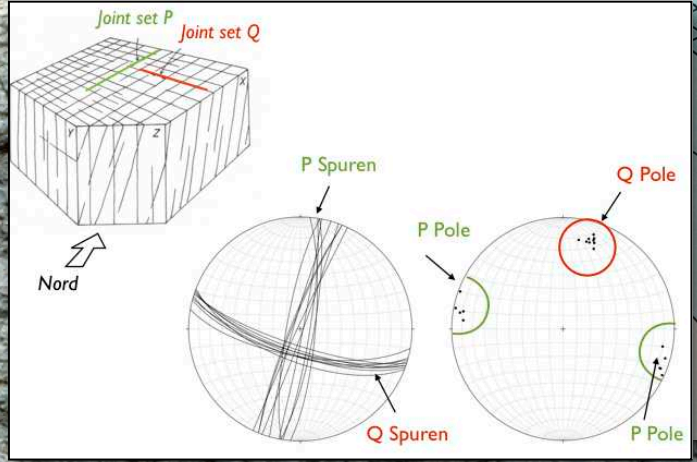 Joint set P
Joint set Q
X
Y
Z
Nord
P Spuren
Q Spuren
Q Pole
P Pole
P Pole